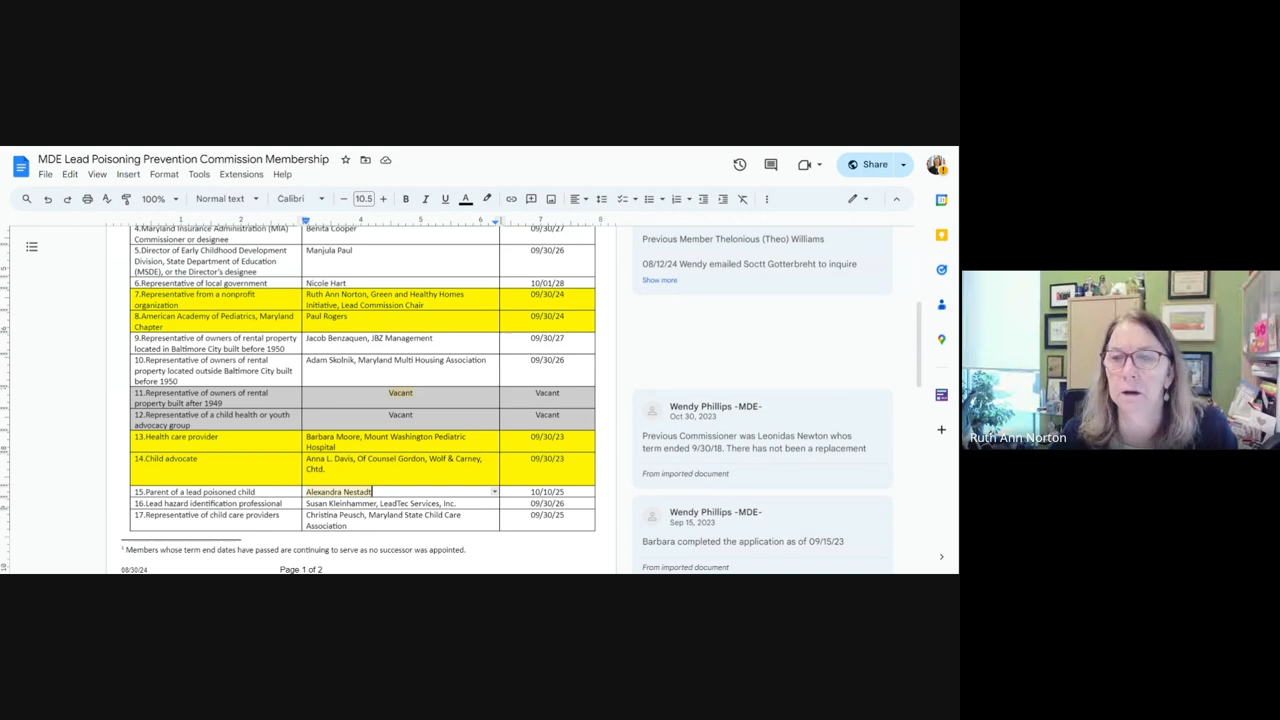 MDE Lead Poisoning Prevention Commission Membership
File Edit View Insert Format Tools Extensions Help
Share
100% Normal text Calibri 10.5
1 2 3 4 5 6 7 8
4.Maryland Insurance Administration (MIA) Benita Cooper 09/30/27
Commissioner or designee
5.Director of Early Childhood Development Manjula Paul 09/30/26
Division, State Department of Education
(MSDE), or the Director's designee
6.Representative of local government Nicole Hart 10/01/28
7.Representative from a nonprofit Ruth Ann Norton, Green and Healthy Homes 09/30/24
organization Initiative, Lead Commission Chair
8.American Academy of Pediatrics, Maryland Paul Rogers 09/30/24
Chapter
9.Representative of owners of rental property Jacob Benzaquen, JBZ Management 09/30/27
located in Baltimore City built before 1950
10.Representative of owners of rental Adam Skolnik, Maryland Multi Housing Association 09/30/26
property located outside Baltimore City built
before 1950
11.Representative of owners of rental Vacant Vacant
property built after 1949
12.Representative of a child health or youth Vacant Vacant
advocacy group
13.Health care provider Barbara Moore, Mount Washington Pediatric 09/30/23
Hospital
14.Child advocate Anna L. Davis, Of Counsel Gordon, Wolf & Carney, 09/30/23
Chtd.
15.Parent of a lead poisoned child Alexandra Nestadt 10/10/25
16.Lead hazard identification professional Susan Kleinhammer, LeadTec Services, Inc. 09/30/26
17.Representative of child care providers Christina Peusch, Maryland State Child Care 09/30/25
Association
1 Members whose term end dates have passed are continuing to serve as no successor was appointed.
08/30/24 Page 1 of 2
Previous Member Thelonious (Theo) Williams
08/12/24 Wendy emailed Soctt Gotterbreht to inquire
Show more
Wendy Phillips -MDE-
Oct 30, 2023
Previous Commissioner was Leonidas Newton whos
term ended 9/30/18. There has not been a replacement
From imported document
Wendy Phillips -MDE-
Sep 15, 2023
Barbara completed the application as of 09/15/23
From imported document
Ruth Ann Norton